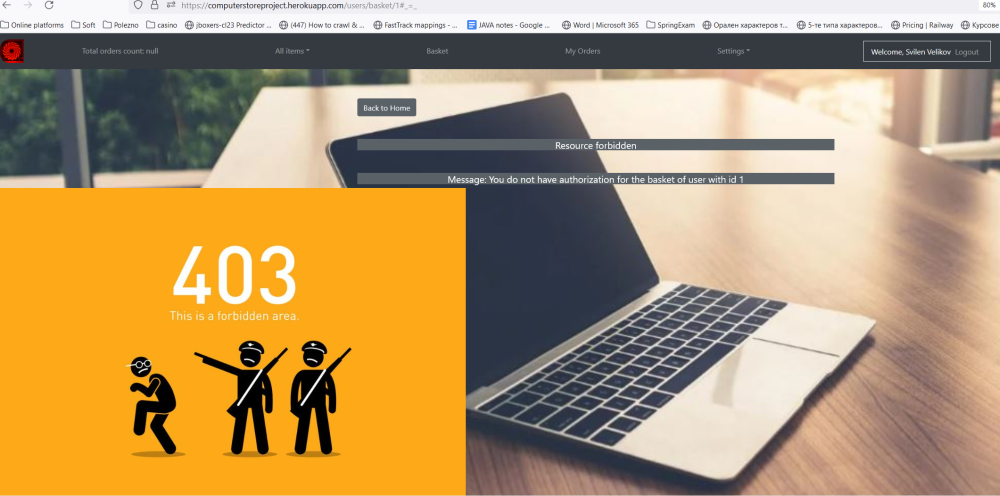 https://computerstoreproject.herokuapp.com/users/basket/1#_=_
80%
Online platforms Soft Polezno casino jboxers-cl23 Predictor ... (447) How to crawl & ... FastTrack mappings - ... JAVA notes - Google ... Word | Microsoft 365 SpringExam Орален характеров т... 5-те типа характеров... Pricing | Railway Курсове
Total orders count: null All items Basket My Orders Settings Welcome, Svilen Velikov Logout
Back to Home
Resource forbidden
Message: You do not have authorization for the basket of user with id 1
403
This is a forbidden area.